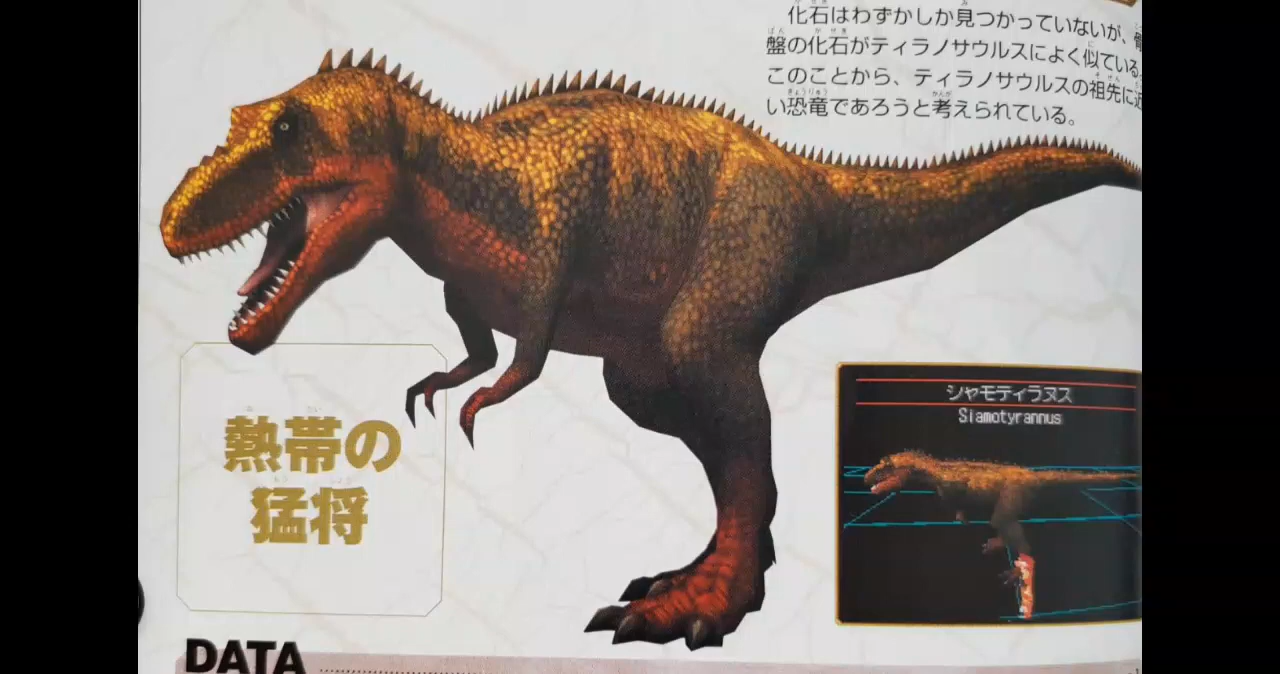 化石はわずかしか見つかっていないが、骨
盤の化石がティラノサウルスによく似ている。
このことから、ティラノサウルスの祖先に近
い恐竜であろうと考えられている。
熱帯の
猛将
シャモティラヌス
Siamotyrannus
DATA